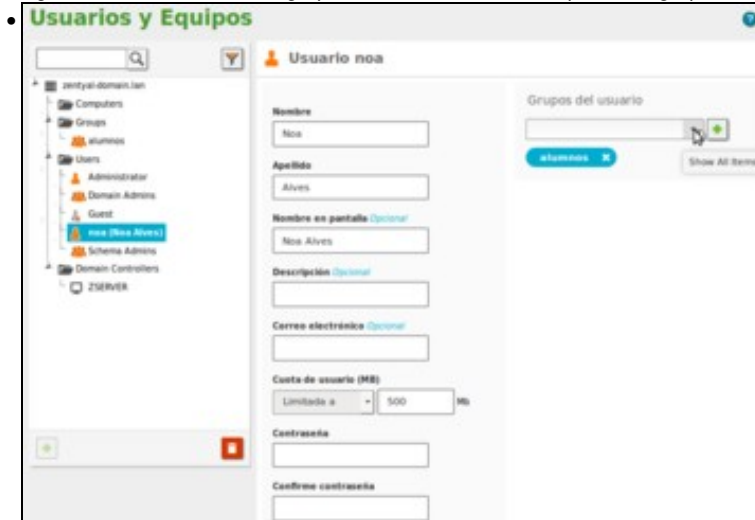 Usuarios y Equipos
zentyal-domain.lan
Computers
Groups
alumnos
Users
Administrator
Domain Admins
Guest
noa (Noa Alves)
Schema Admins
Domain Controllers
ZSERVER
Usuario noa
Nombre
Noa
Apellido
Alves
Nombre en pantalla Opcional
Noa Alves
Descripción Opcional
Correo electrónico Opcional
Cuota de usuario (MB)
Limitada a 500 Mb
Contraseña
Confirme contraseña
Grupos del usuario
alumnos x
Show All Items